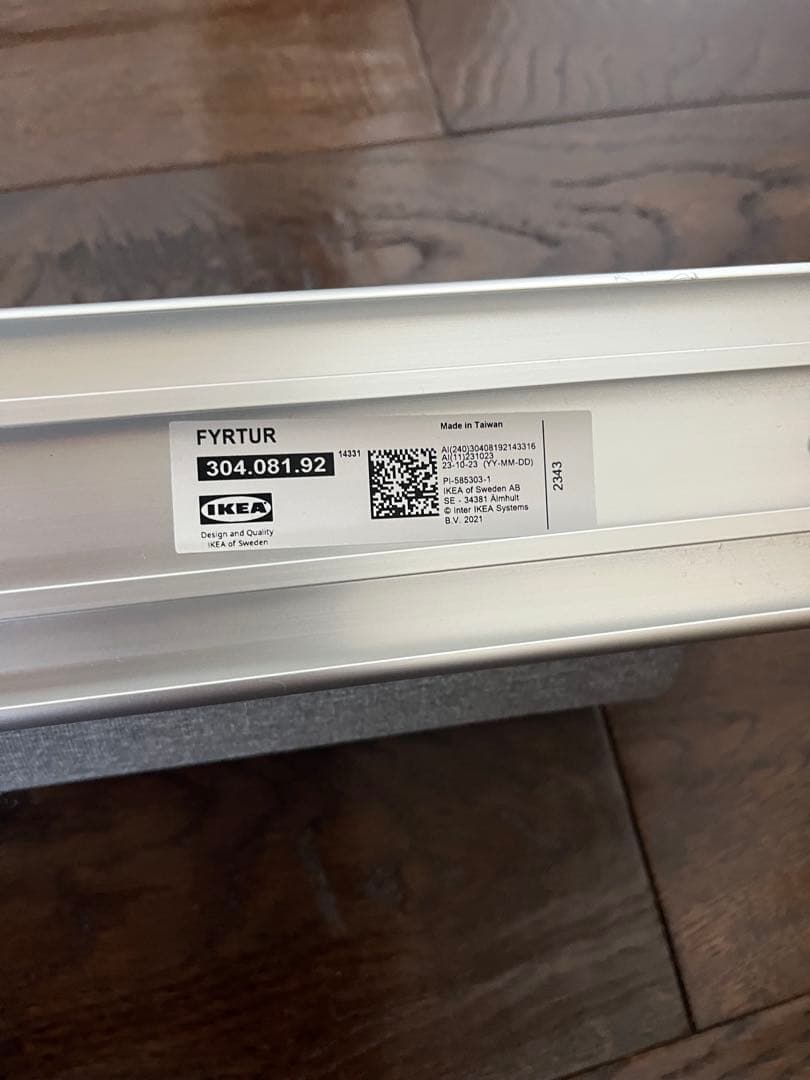 FYRTUR
304.081.92
14331
IKEA
Design and Quality
IKEA of Sweden
Made in Taiwan
AI(240)30408192143316
AI(11)231023
23-10-23 (YY-MM-DD)
PI-585303-1
IKEA of Sweden AB
SE - 34381 Älmhult
© Inter IKEA Systems
B.V. 2021
2343